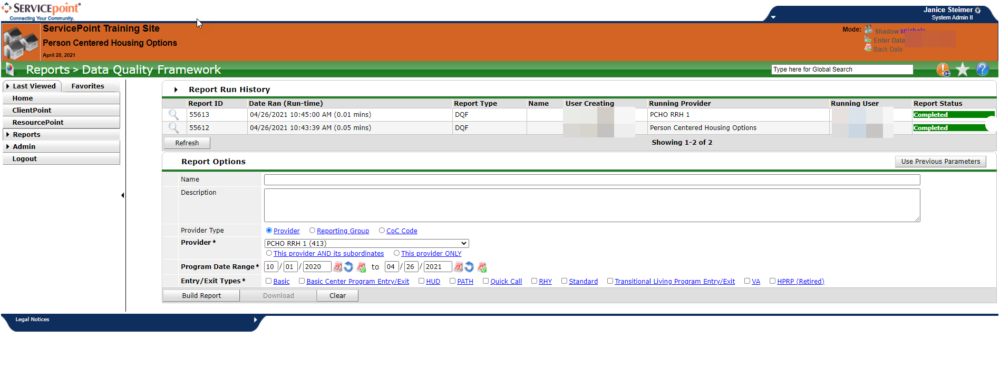 SERVICEpoint
Connecting Your Community.
Janice Steimer
System Admin II
ServicePoint Training Site
Person Centered Housing Options
April 28, 2021
Mode:
Shadow
Enter Data
Back Date
Reports > Data Quality Framework
Type here for Global Search
9+
?
Last Viewed Favorites
Home
ClientPoint
ResourcePoint
Reports
Admin
Logout
Report Run History
Report ID Date Ran (Run-time) Report Type Name User Creating Running Provider Running User Report Status
55613 04/26/2021 10:45:00 AM (0.01 mins) DQF PCHO RRH 1 Completed
55612 04/26/2021 10:43:39 AM (0.05 mins) DQF Person Centered Housing Options Completed
Refresh Showing 1-2 of 2
Report Options Use Previous Parameters
Name
Description
Provider Type Provider Reporting Group CoC Code
Provider * PCHO RRH 1 (413)
This provider AND its subordinates This provider ONLY
Program Date Range * 10 / 01 / 2020 to 04 / 26 / 2021
Entry/Exit Types * Basic Basic Center Program Entry/Exit HUD PATH Quick Call RHY Standard Transitional Living Program Entry/Exit VA HPRP (Retired)
Build Report Download Clear
Legal Notices